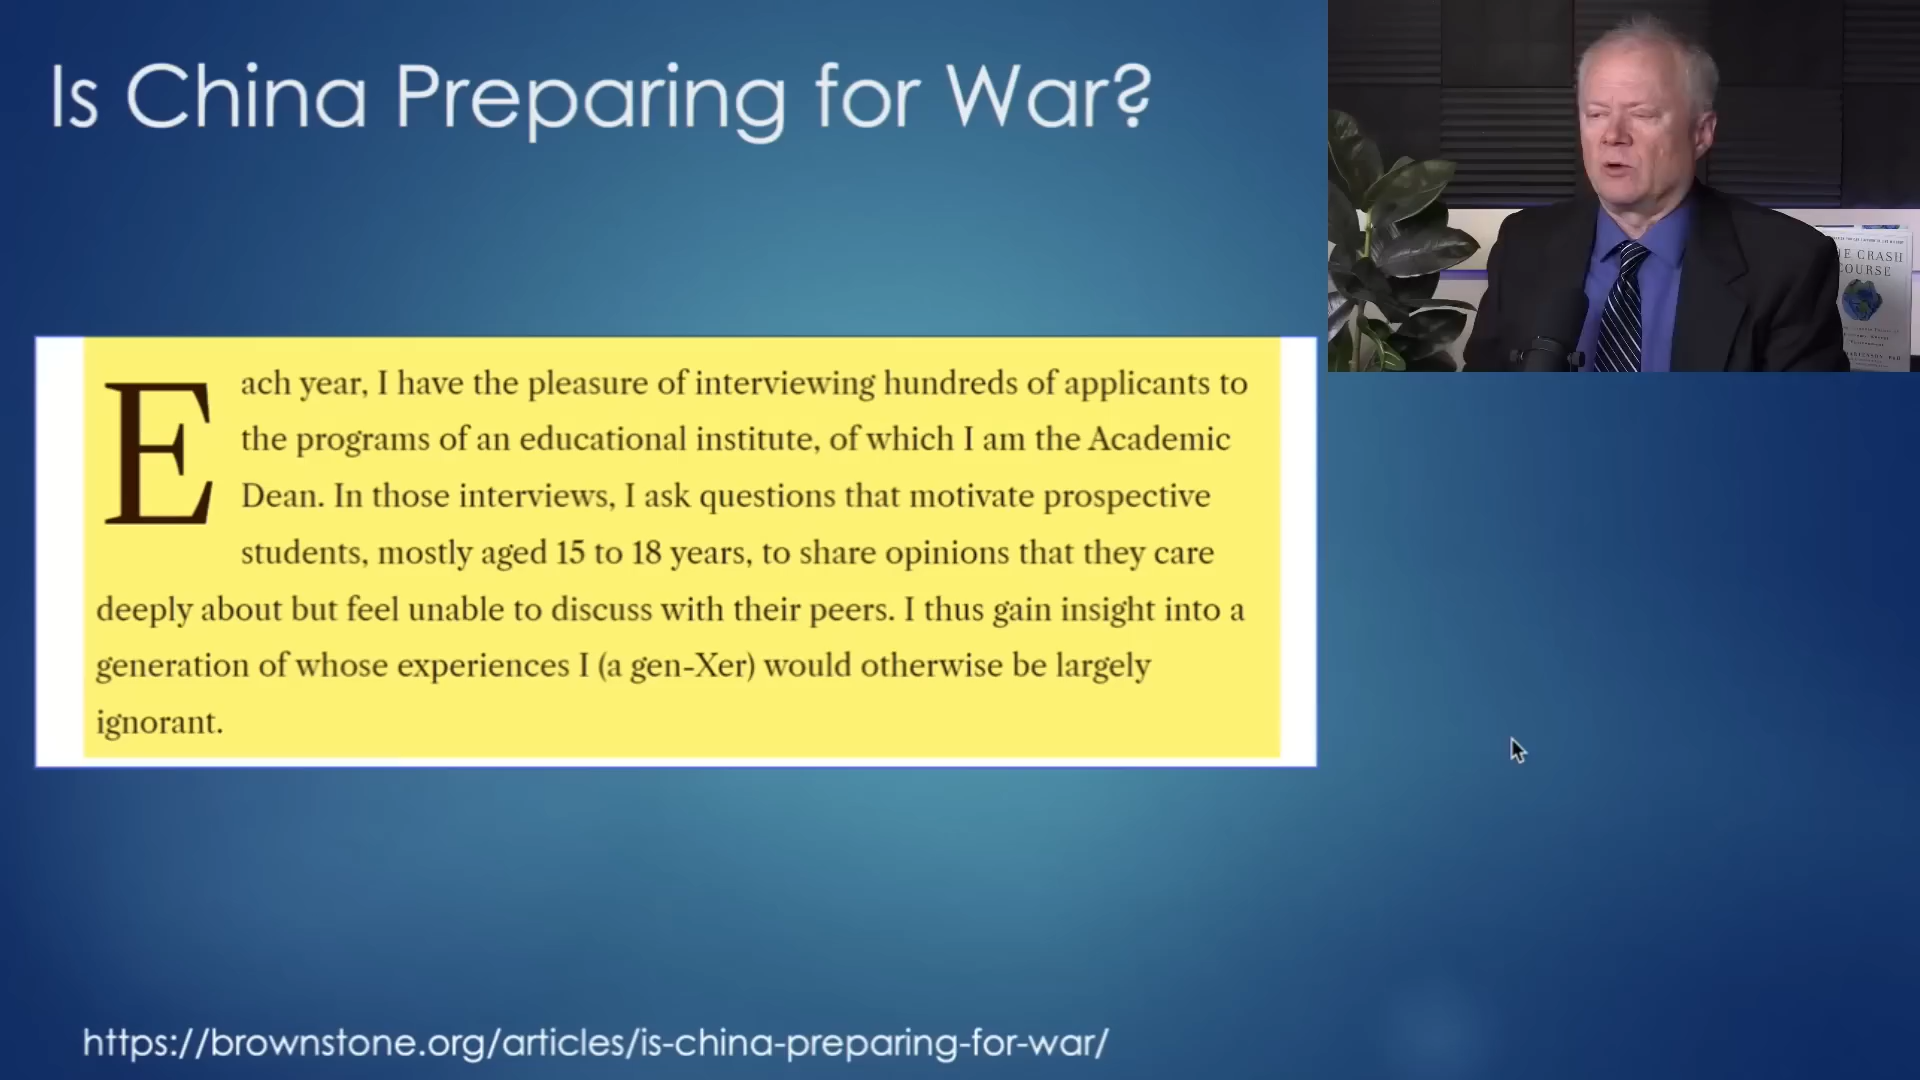 Is China Preparing for War?
Each year, I have the pleasure of interviewing hundreds of applicants to
the programs of an educational institute, of which I am the Academic
Dean. In those interviews, I ask questions that motivate prospective
students, mostly aged 15 to 18 years, to share opinions that they care
deeply about but feel unable to discuss with their peers. I thus gain insight into a
generation of whose experiences I (a gen-Xer) would otherwise be largely
ignorant.
https://brownstone.org/articles/is-china-preparing-for-war/
CRASH
COURSE